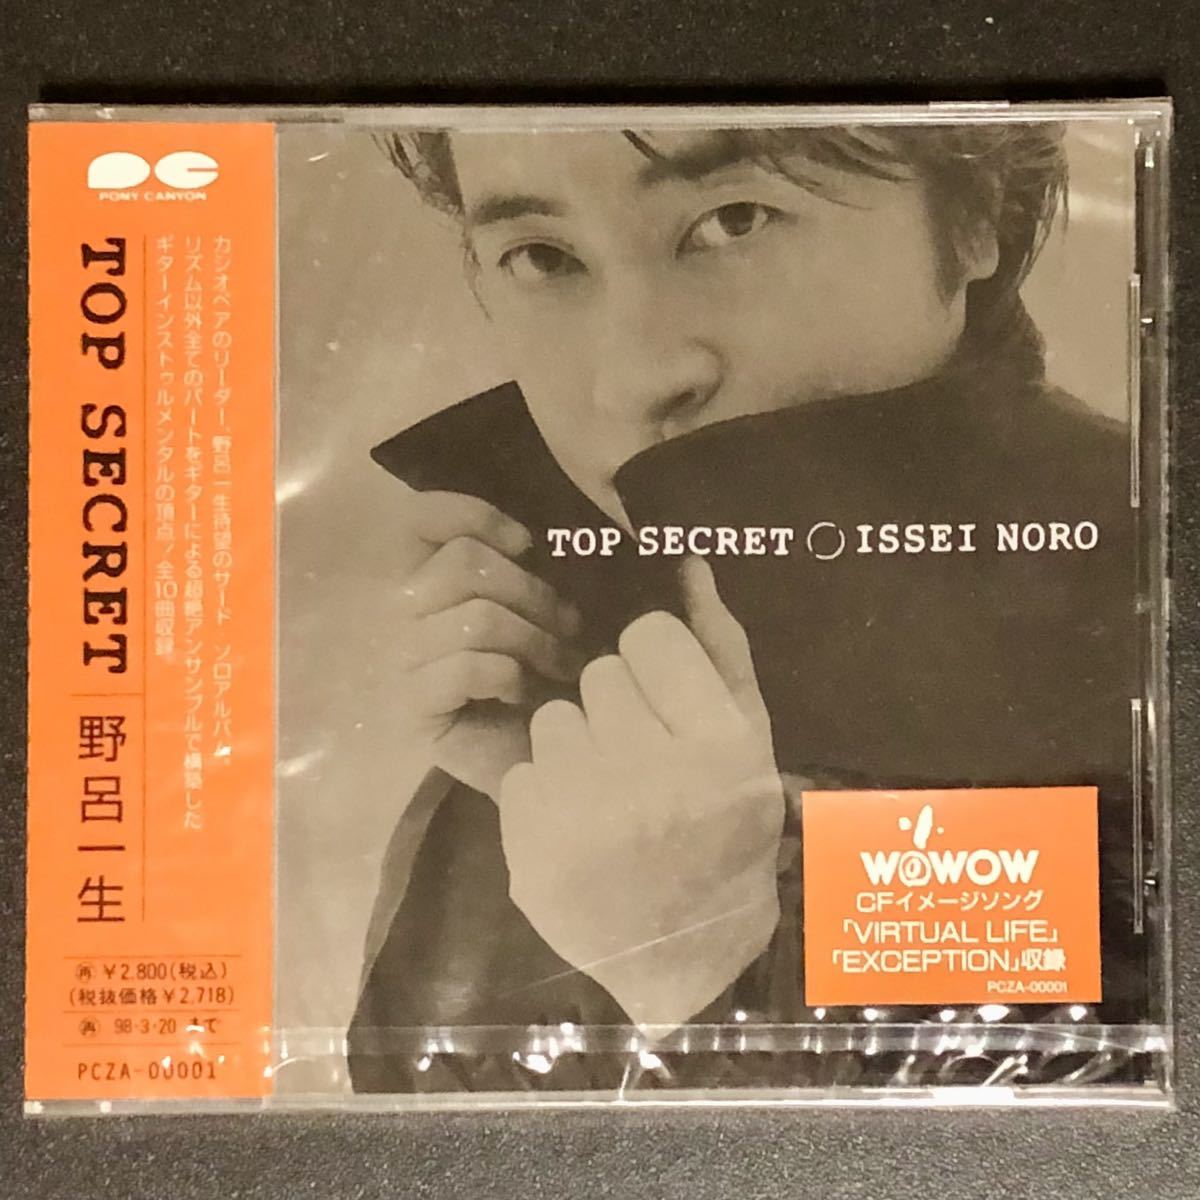 PONY CANYON
TOP SECRET
野呂一生
カシオペアのリーダー、野呂一生待望のサード・ソロアルバム。
リズム以外全てのパートをギターによる超絶アンサンブルで構築した
ギターインストゥルメンタルの頂点!全10曲収録。
再 ¥2.800(税込)
(税抜価格¥2,718)
再 98・3・20 まで
PCZA-00001
TOP SECRET ISSEI NORO
WOWOW
CFイメージソング
「VIRTUAL LIFE」
「EXCEPTION」収録
PCZA-00001